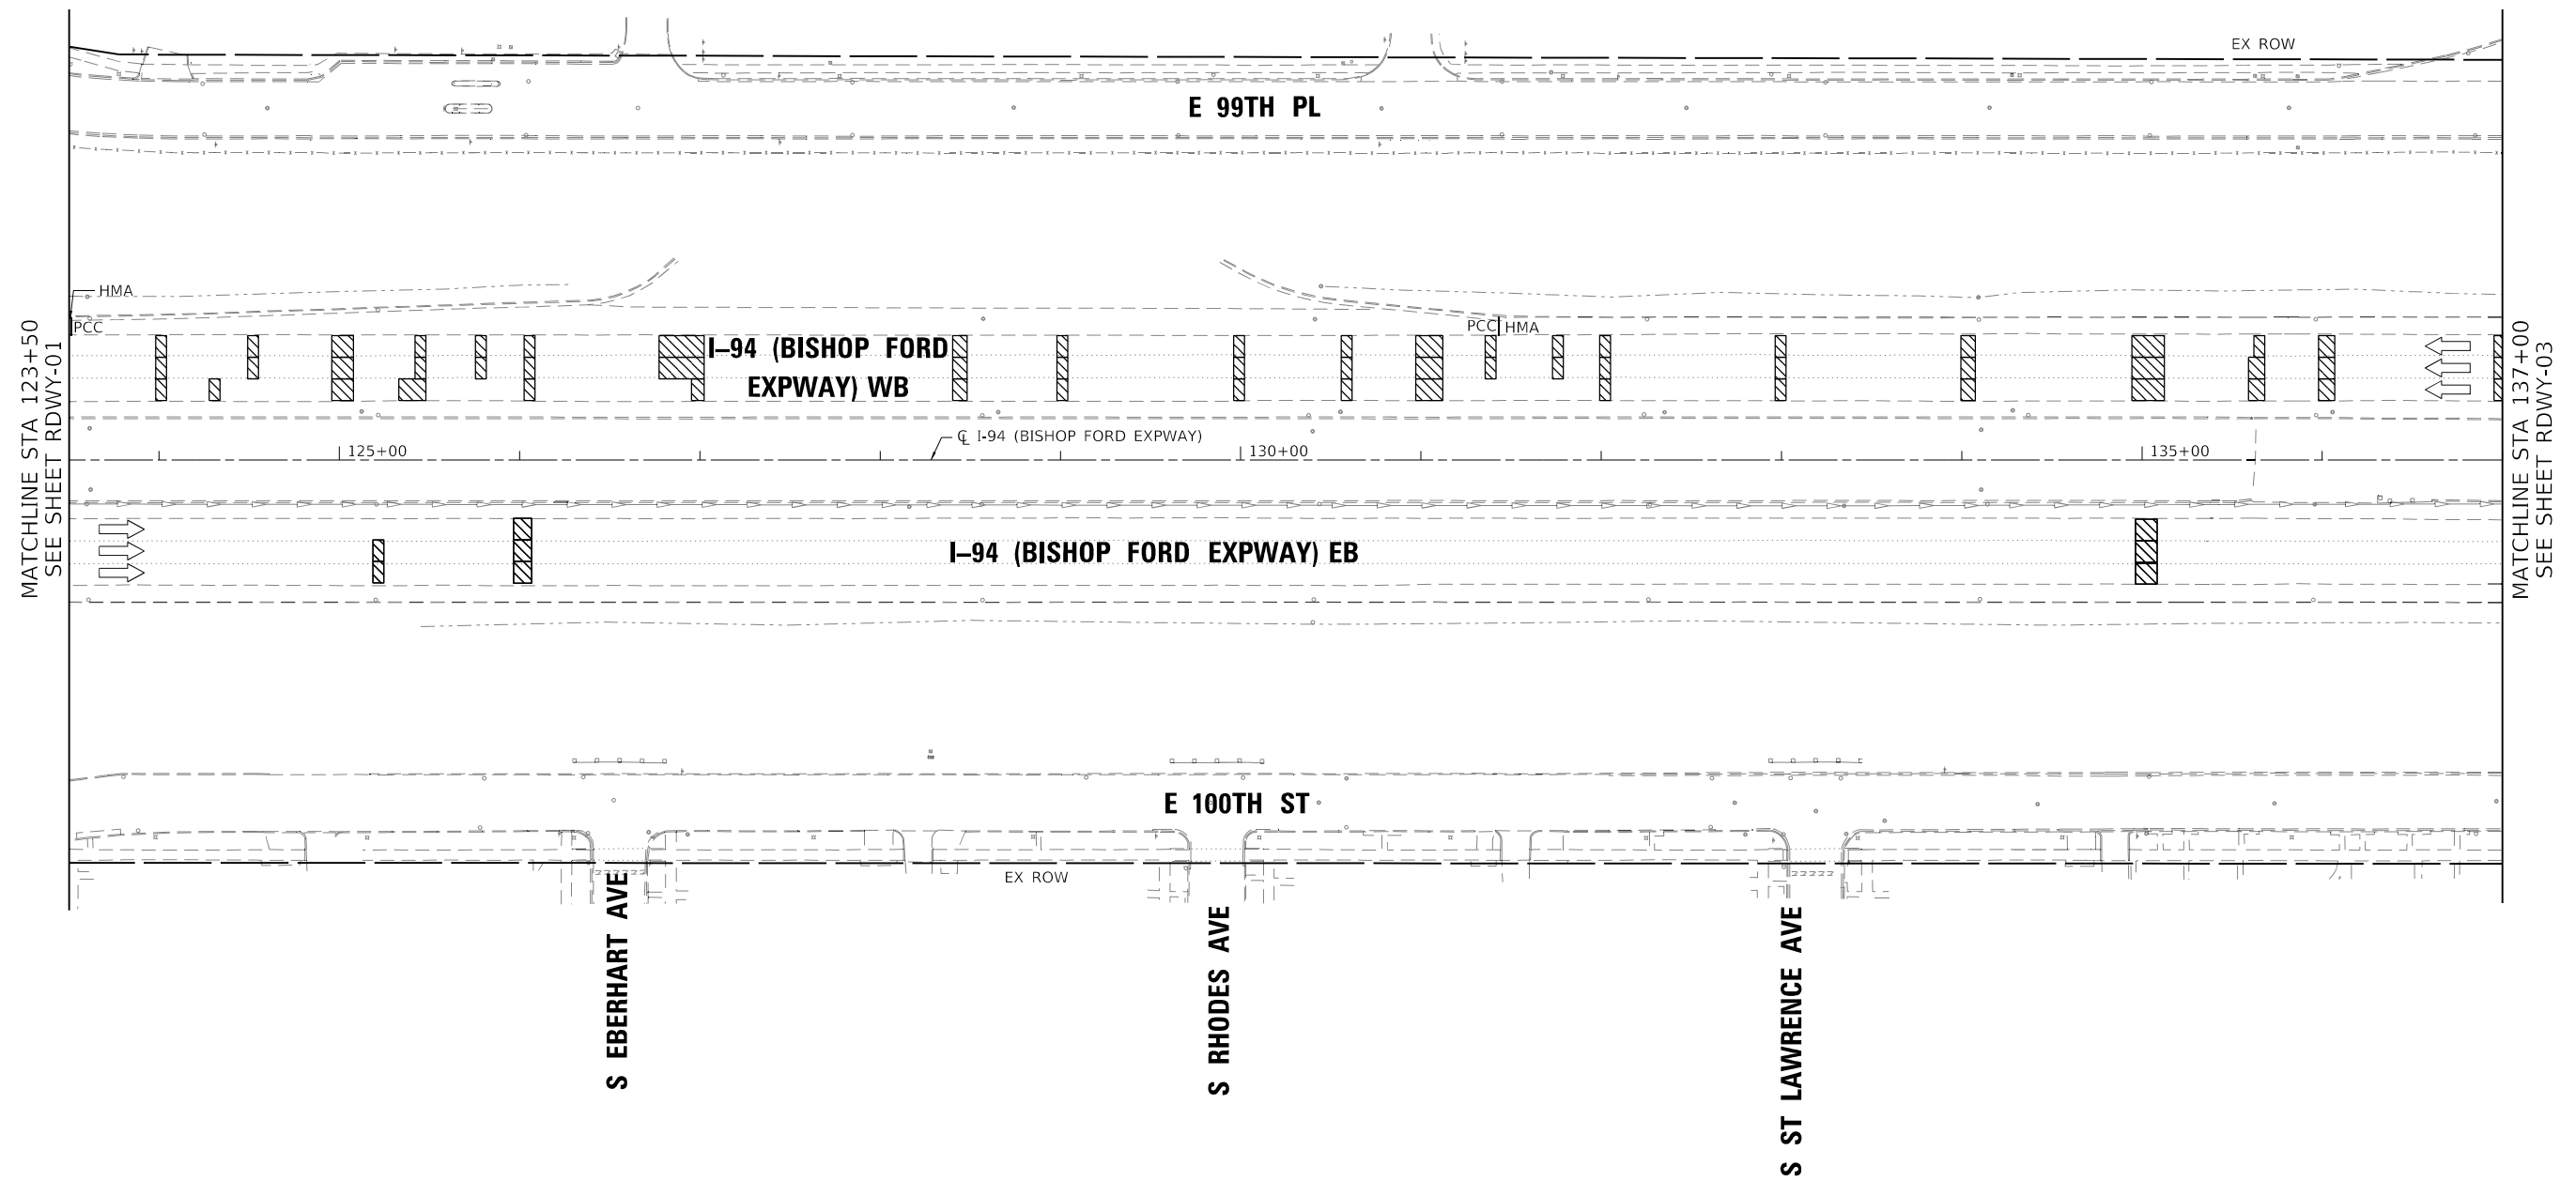 EX ROW
E 99TH PL
HMA
PCC
PCC HMA
I–94 (BISHOP FORD
EXPWAY) WB
MATCHLINE STA 123+50
SEE SHEET RDWY-01
MATCHLINE STA 137+00
SEE SHEET RDWY-03
℄ I-94 (BISHOP FORD EXPWAY)
125+00
130+00
135+00
I–94 (BISHOP FORD EXPWAY) EB
E 100TH ST
EX ROW
S EBERHART AVE
S RHODES AVE
S ST LAWRENCE AVE